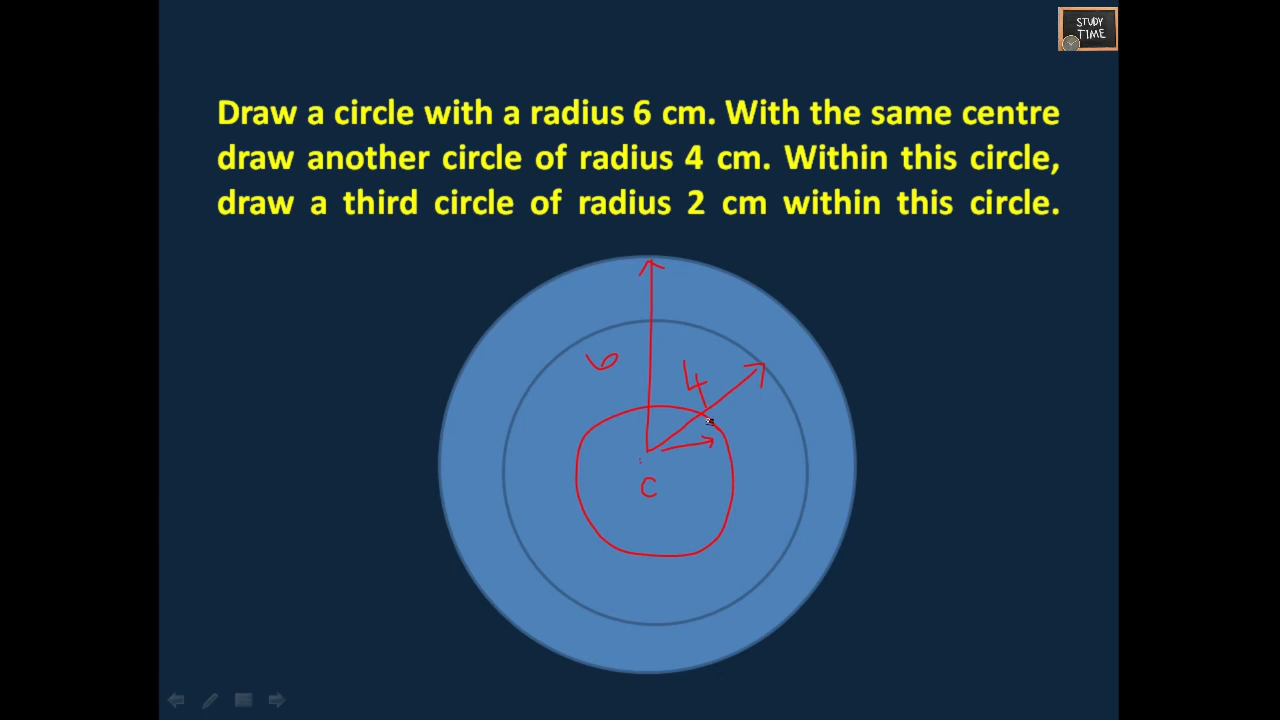 STUDY
TIME
Draw a circle with a radius 6 cm. With the same centre
draw another circle of radius 4 cm. Within this circle,
draw a third circle of radius 2 cm within this circle.
6
4
C